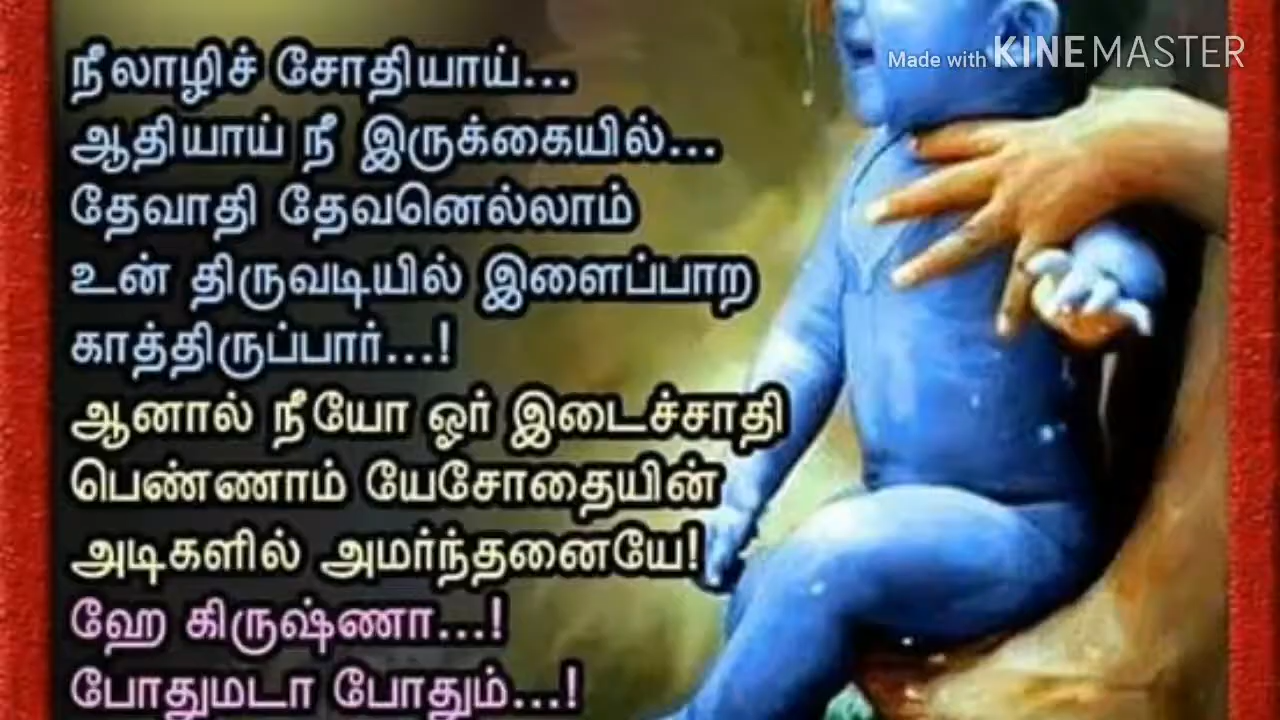 Made with KINEMASTER
நீலாழிச் சோதியாய்...
ஆதியாய் நீ இருக்கையில்...
தேவாதி தேவனெல்லாம்
உன் திருவடியில் இளைப்பாற
காத்திருப்பார்...!
ஆனால் நீயோ ஓர் இடைச்சாதி
பெண்ணாம் யேசோதையின்
அடிகளில் அமர்ந்தனையே!
ஹே கிருஷ்ணா...!
போதுமடா போதும்...!